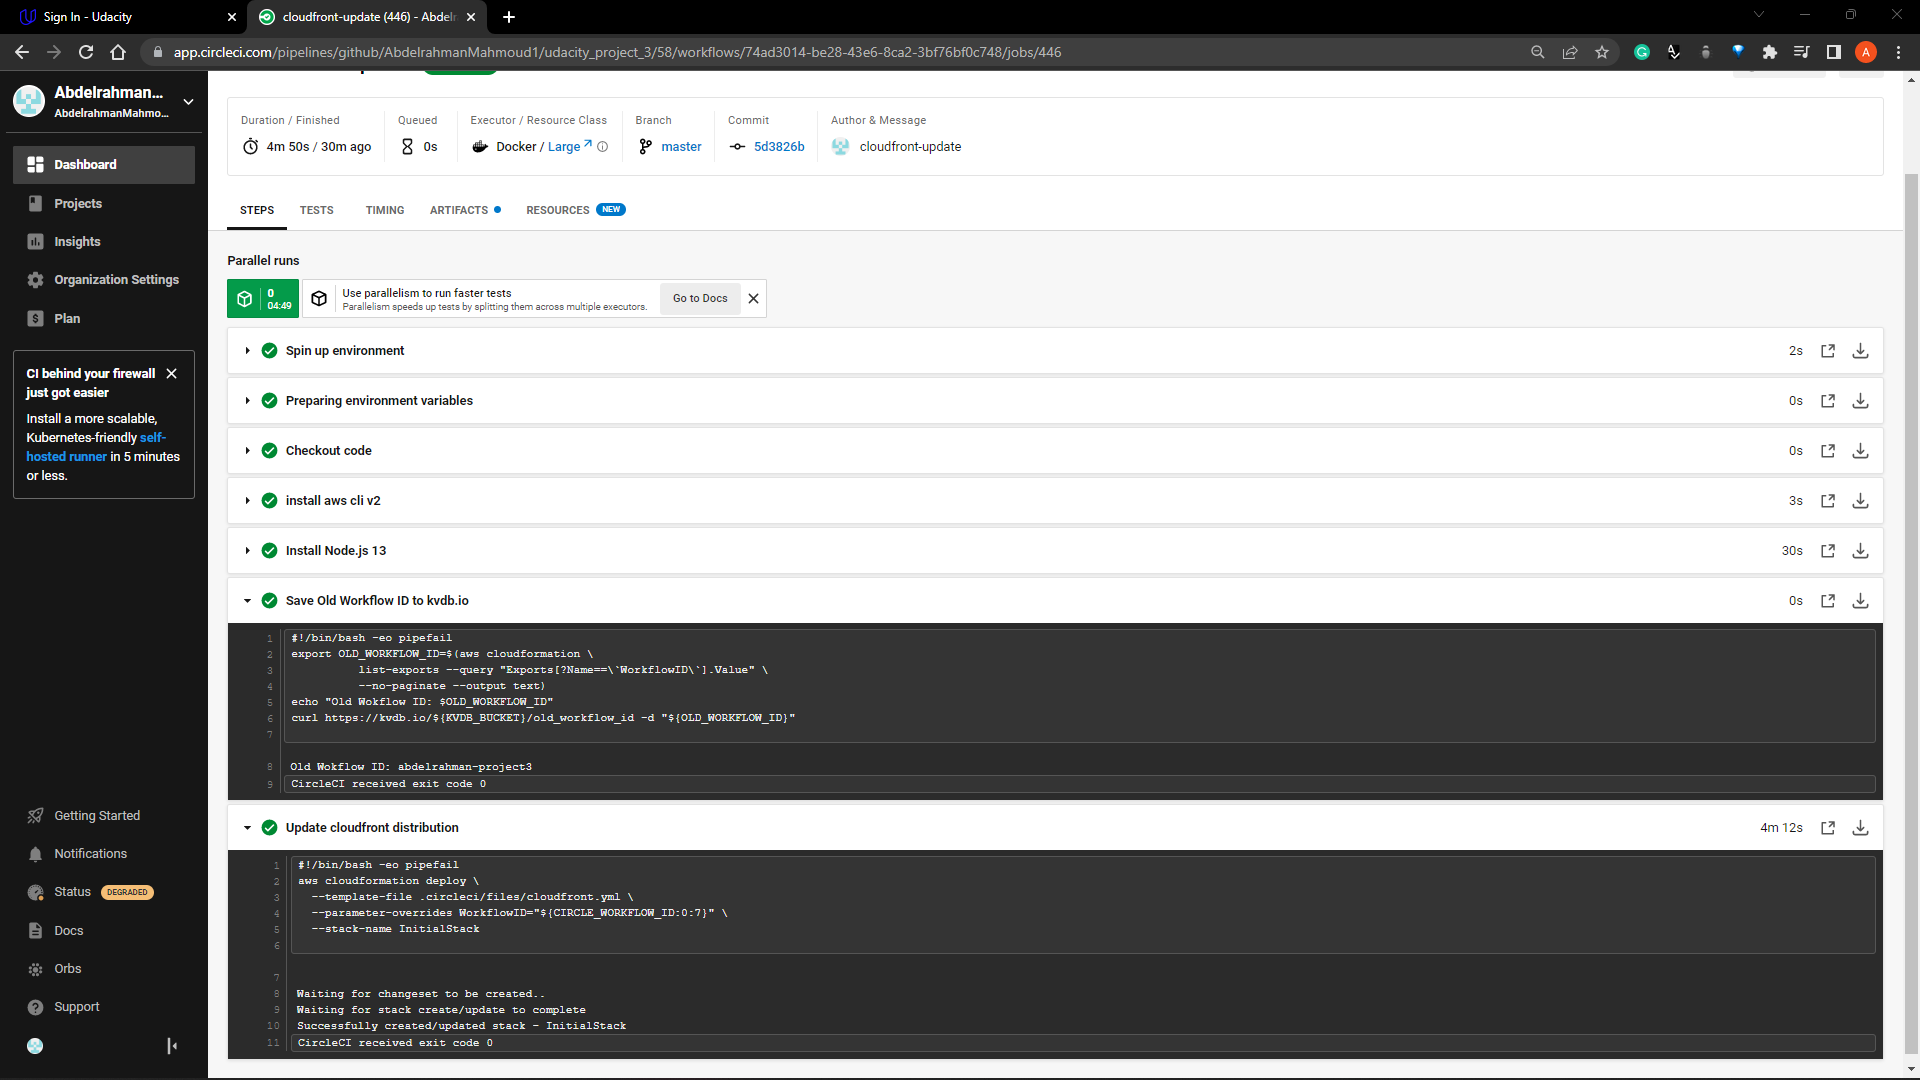 Sign In - Udacity
cloudfront-update (446) - Abdelr
app.circleci.com/pipelines/github/AbdelrahmanMahmoud1/udacity_project_3/58/workflows/74ad3014-be28-43e6-8ca2-3bf76bf0c748/jobs/446
A
Abdelrahman...
AbdelrahmanMahmo...
Dashboard
Projects
Insights
Organization Settings
Plan
CI behind your firewall
just got easier
Install a more scalable,
Kubernetes-friendly self-
hosted runner in 5 minutes
or less.
Getting Started
Notifications
Status DEGRADED
Docs
Orbs
Support
Duration / Finished
4m 50s / 30m ago
Queued
0s
Executor / Resource Class
Docker / Large
Branch
master
Commit
5d3826b
Author & Message
cloudfront-update
STEPS TESTS TIMING ARTIFACTS RESOURCES NEW
Parallel runs
0
04:49
Use parallelism to run faster tests
Parallelism speeds up tests by splitting them across multiple executors.
Go to Docs
Spin up environment 2s
Preparing environment variables 0s
Checkout code 0s
install aws cli v2 3s
Install Node.js 13 30s
Save Old Workflow ID to kvdb.io 0s
1 #!/bin/bash -eo pipefail
2 export OLD_WORKFLOW_ID=$(aws cloudformation \
3 list-exports --query "Exports[?Name==\`WorkflowID\`].Value" \
4 --no-paginate --output text)
5 echo "Old Wokflow ID: $OLD_WORKFLOW_ID"
6 curl https://kvdb.io/${KVDB_BUCKET}/old_workflow_id -d "${OLD_WORKFLOW_ID}"
7
8 Old Wokflow ID: abdelrahman-project3
9 CircleCI received exit code 0
Update cloudfront distribution 4m 12s
1 #!/bin/bash -eo pipefail
2 aws cloudformation deploy \
3 --template-file .circleci/files/cloudfront.yml \
4 --parameter-overrides WorkflowID="${CIRCLE_WORKFLOW_ID:0:7}" \
5 --stack-name InitialStack
6
7
8 Waiting for changeset to be created..
9 Waiting for stack create/update to complete
10 Successfully created/updated stack - InitialStack
11 CircleCI received exit code 0